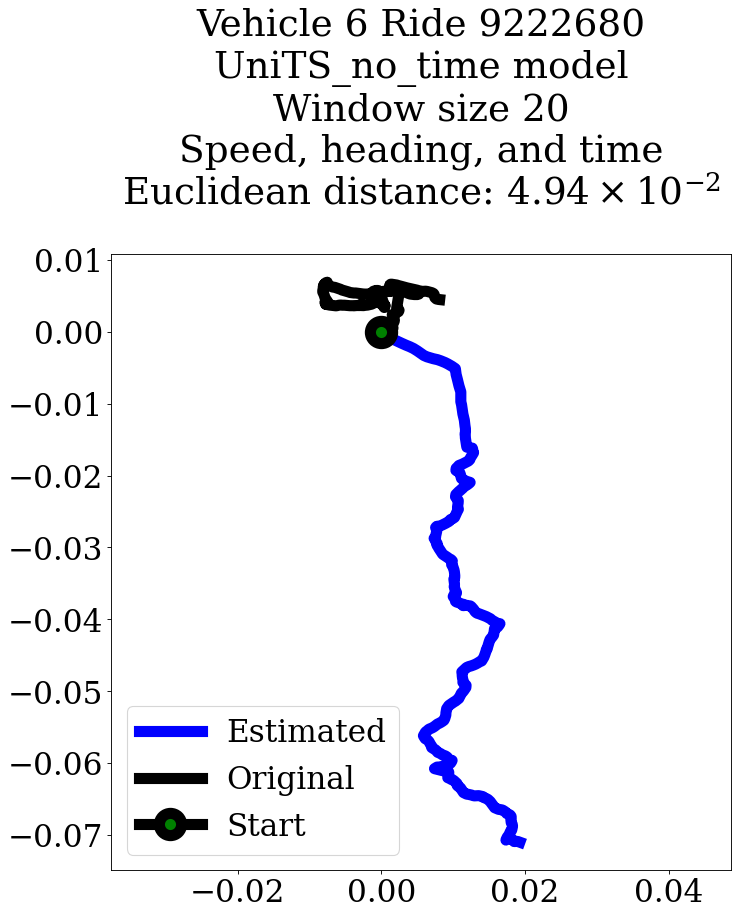 Vehicle 6 Ride 9222680
UniTS_no_time model
Window size 20
Speed, heading, and time
Euclidean distance: 4.94 × 10⁻²
0.01
0.00
−0.01
−0.02
−0.03
−0.04
−0.05
−0.06
−0.07
Estimated
Original
Start
−0.02 0.00 0.02 0.04